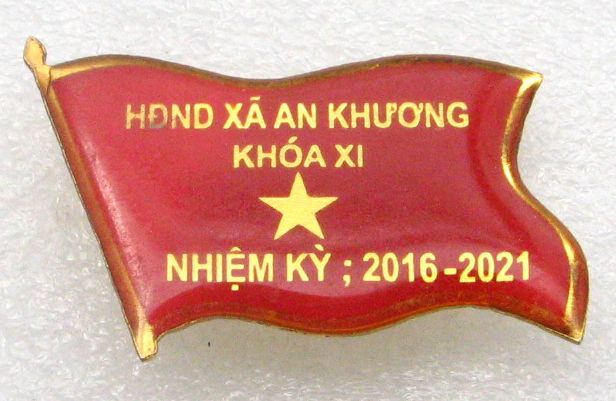 HĐND XÃ AN KHƯƠNG
KHÓA XI
NHIỆM KỲ ; 2016 - 2021